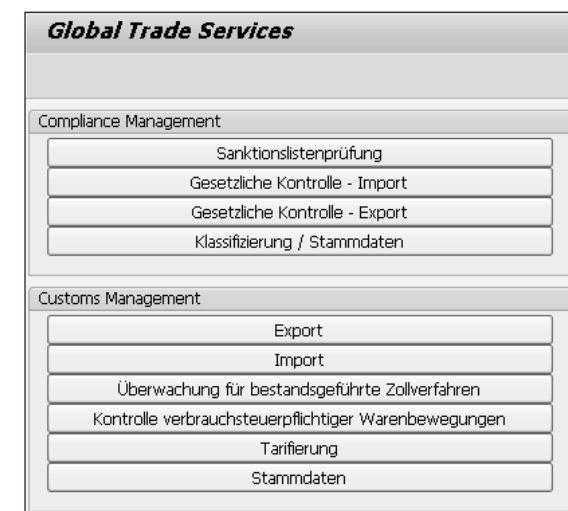 Global Trade Services
Compliance Management
Sanktionslistenprüfung
Gesetzliche Kontrolle - Import
Gesetzliche Kontrolle - Export
Klassifizierung / Stammdaten
Customs Management
Export
Import
Überwachung für bestandsgeführte Zollverfahren
Kontrolle verbrauchsteuerpflichtiger Warenbewegungen
Tarifierung
Stammdaten